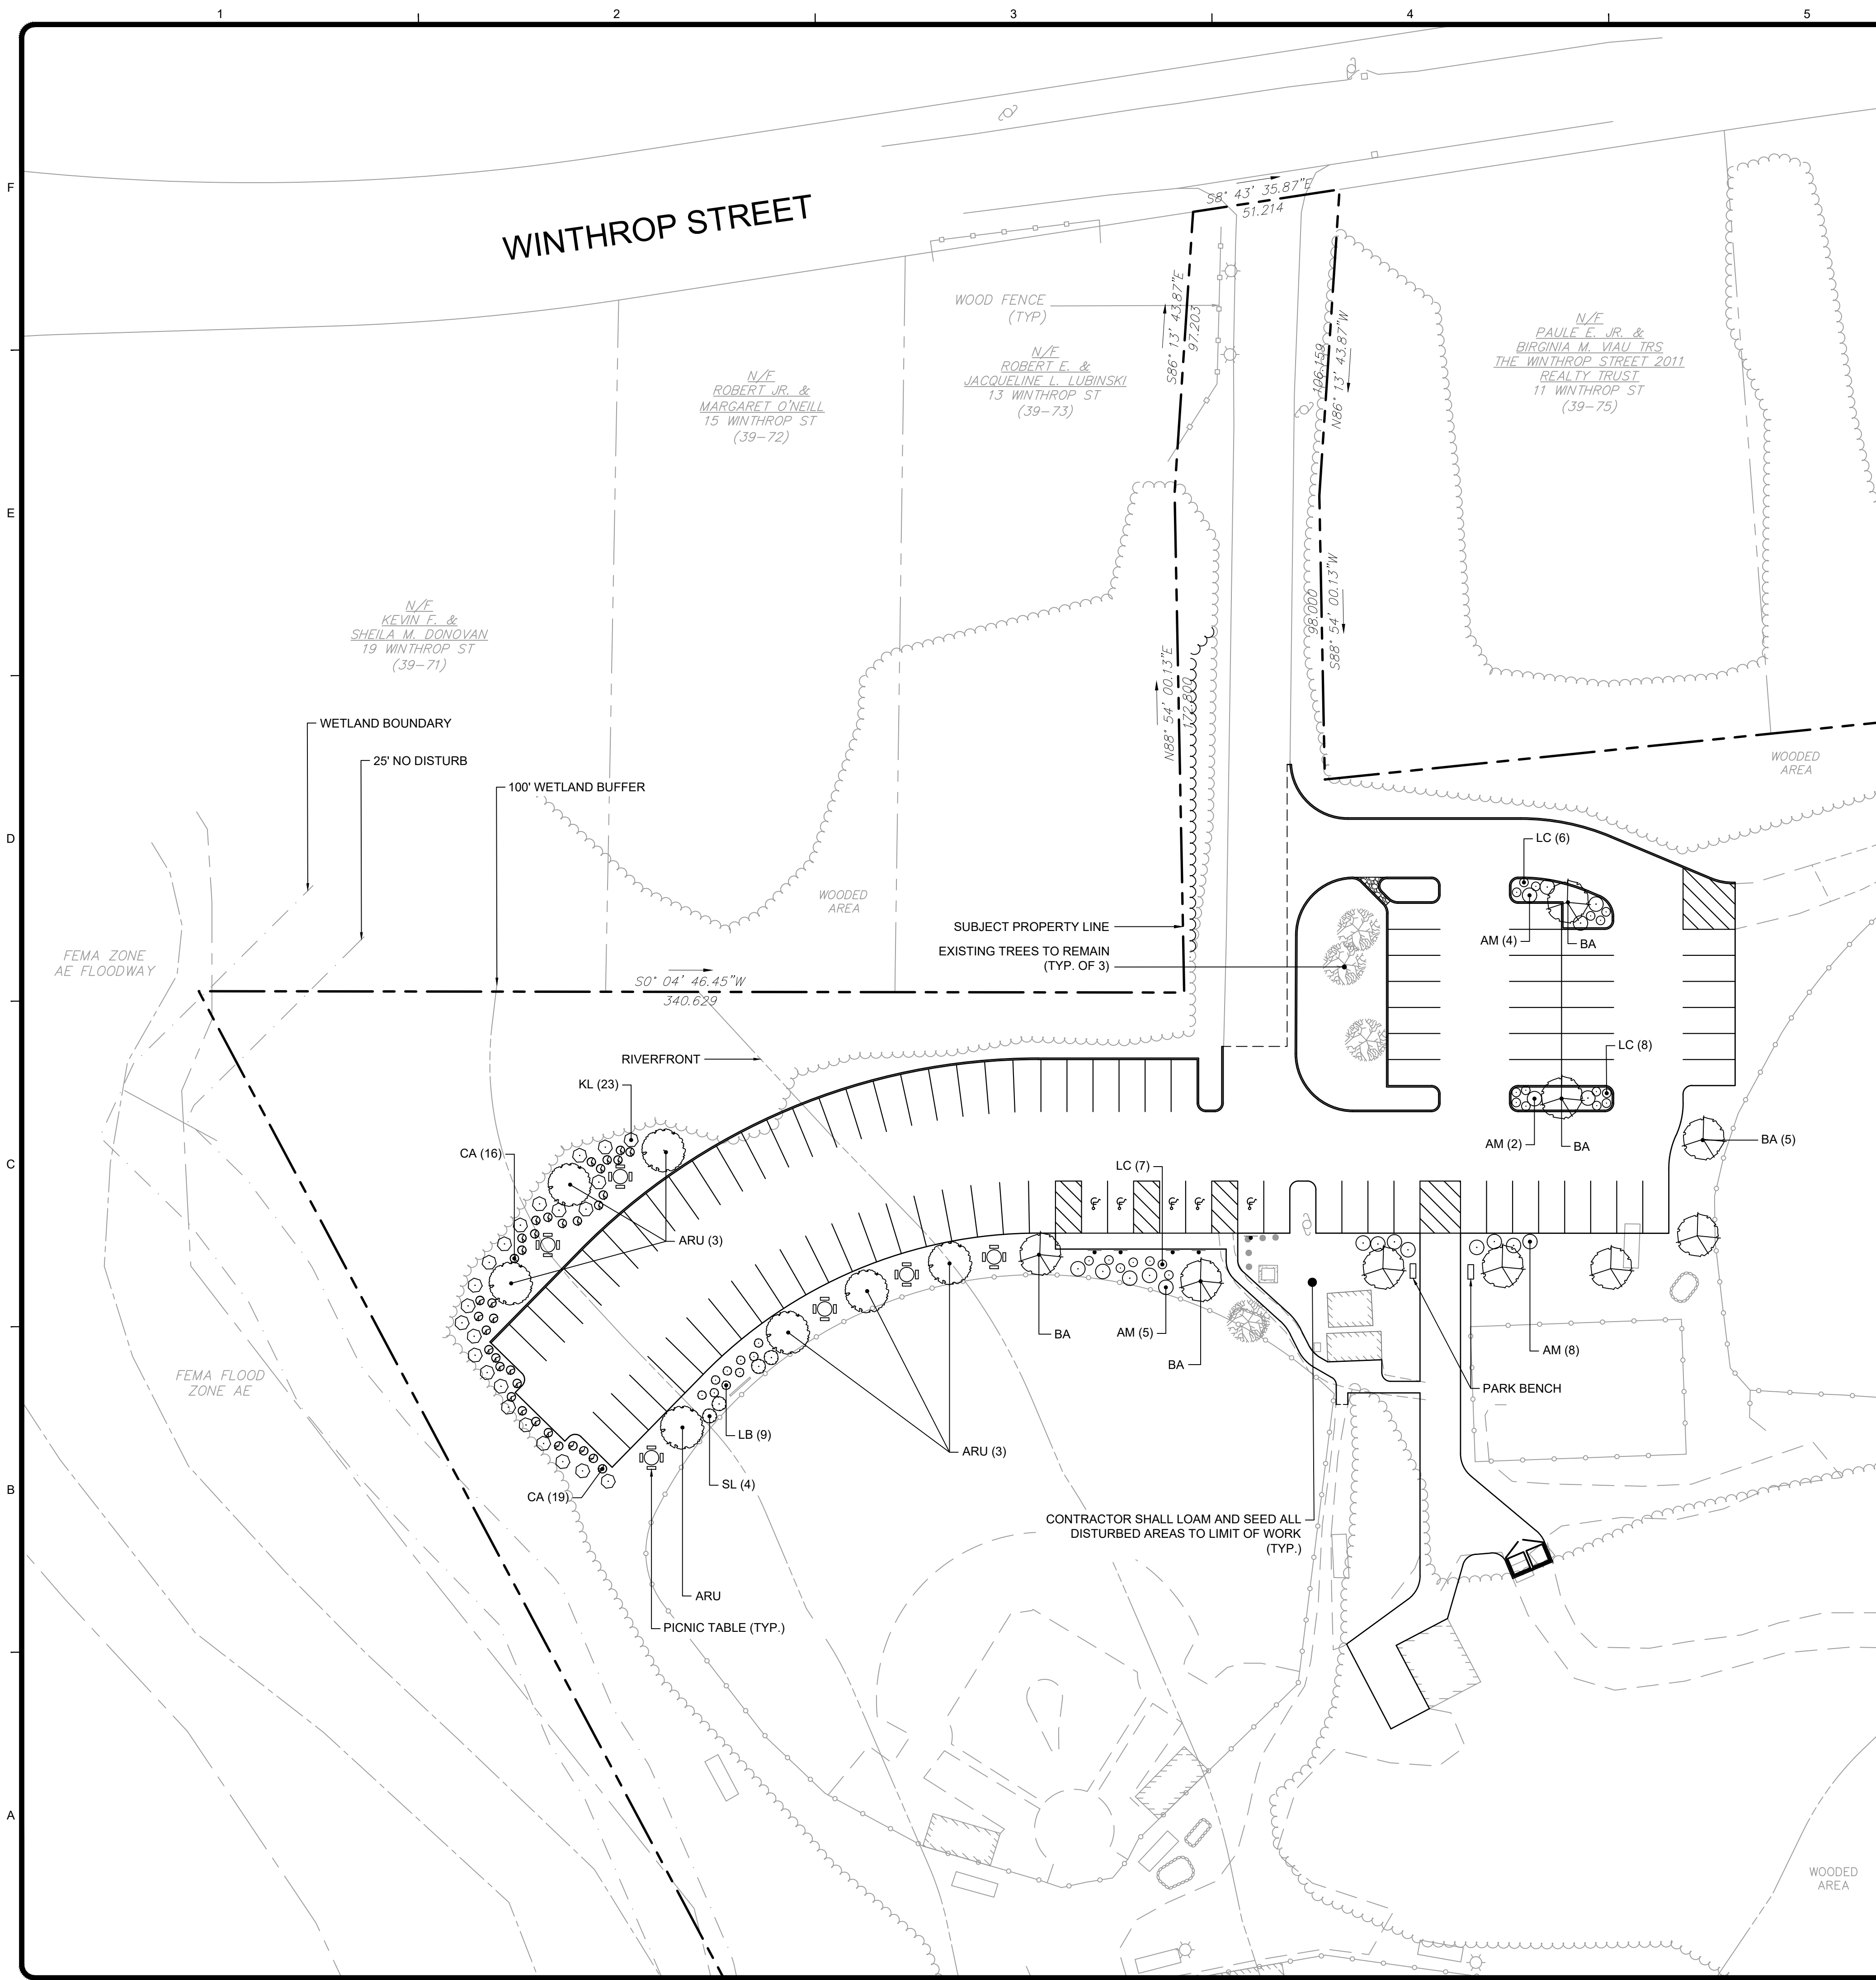 1 2 3 4 5
F
E
D
C
B
A
WINTHROP STREET
S8° 43' 35.87"E
51.214
WOOD FENCE
(TYP)
S86° 13' 43.87"E
97.203
106.159
N86° 13' 43.87"W
N/F
ROBERT E. &
JACQUELINE L. LUBINSKI
13 WINTHROP ST
(39-73)
N/F
ROBERT JR. &
MARGARET O'NEILL
15 WINTHROP ST
(39-72)
N/F
PAULE E. JR. &
BIRGINIA M. VIAU TRS
THE WINTHROP STREET 2011
REALTY TRUST
11 WINTHROP ST
(39-75)
N/F
KEVIN F. &
SHEILA M. DONOVAN
19 WINTHROP ST
(39-71)
98.000
S88° 54' 00.13"W
N88° 54' 00.13"E
172.800
WETLAND BOUNDARY
25' NO DISTURB
100' WETLAND BUFFER
WOODED
AREA
WOODED
AREA
LC (6)
AM (4)
BA
SUBJECT PROPERTY LINE
EXISTING TREES TO REMAIN
(TYP. OF 3)
FEMA ZONE
AE FLOODWAY
S0° 04' 46.45"W
340.629
RIVERFRONT
KL (23)
LC (8)
CA (16)
AM (2)
BA
BA (5)
LC (7)
ARU (3)
BA
AM (5)
BA
AM (8)
PARK BENCH
FEMA FLOOD
ZONE AE
LB (9)
ARU (3)
SL (4)
CA (19)
CONTRACTOR SHALL LOAM AND SEED ALL
DISTURBED AREAS TO LIMIT OF WORK
(TYP.)
ARU
PICNIC TABLE (TYP.)
WOODED
AREA